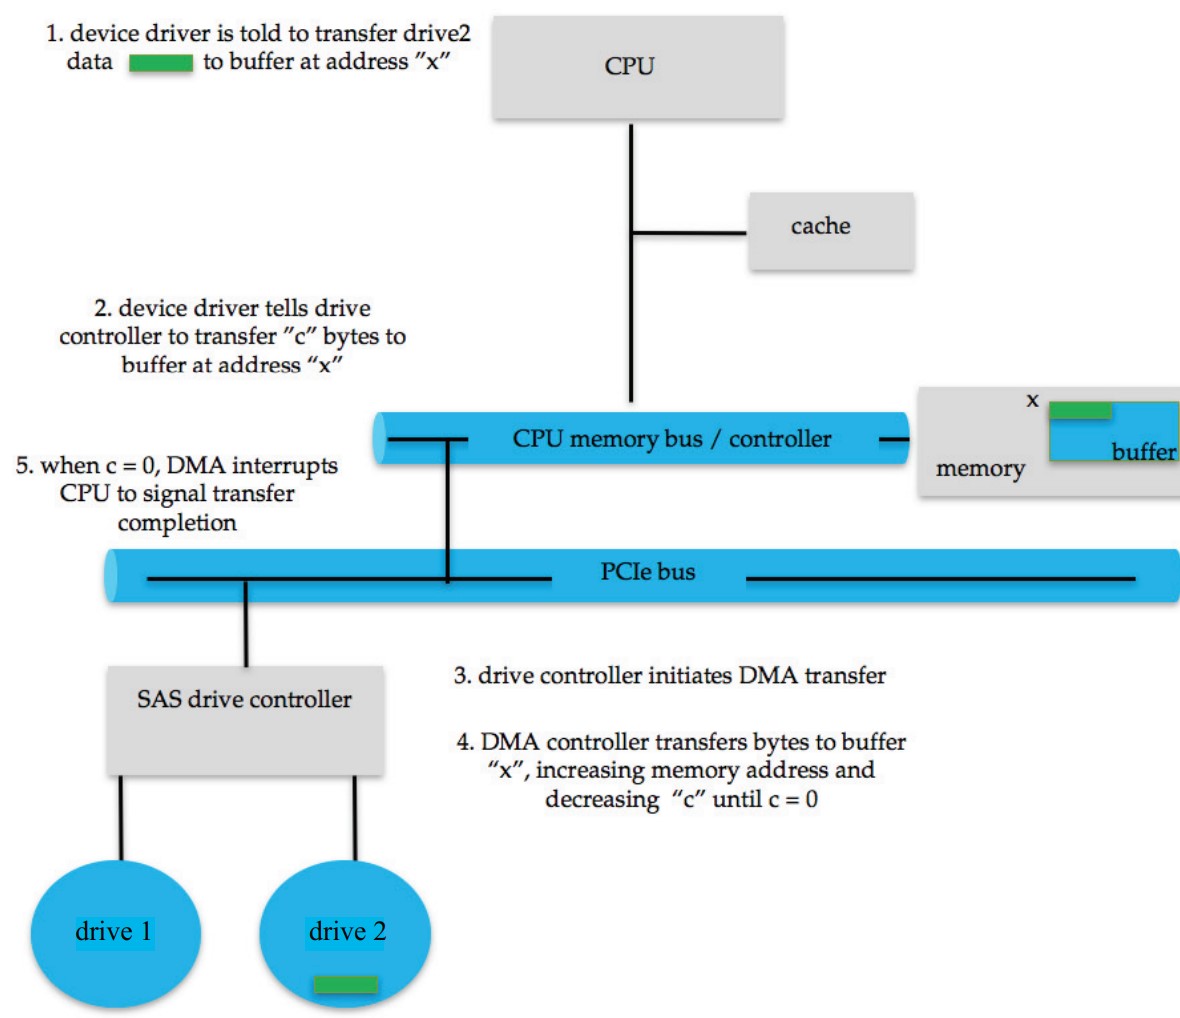 1. device driver is told to transfer drive2
data to buffer at address ”x”
CPU
cache
2. device driver tells drive
controller to transfer ”c” bytes to
buffer at address “x”
x
CPU memory bus / controller
buffer
memory
5. when c = 0, DMA interrupts
CPU to signal transfer
completion
PCIe bus
3. drive controller initiates DMA transfer
SAS drive controller
4. DMA controller transfers bytes to buffer
“x”, increasing memory address and
decreasing “c” until c = 0
drive 1
drive 2